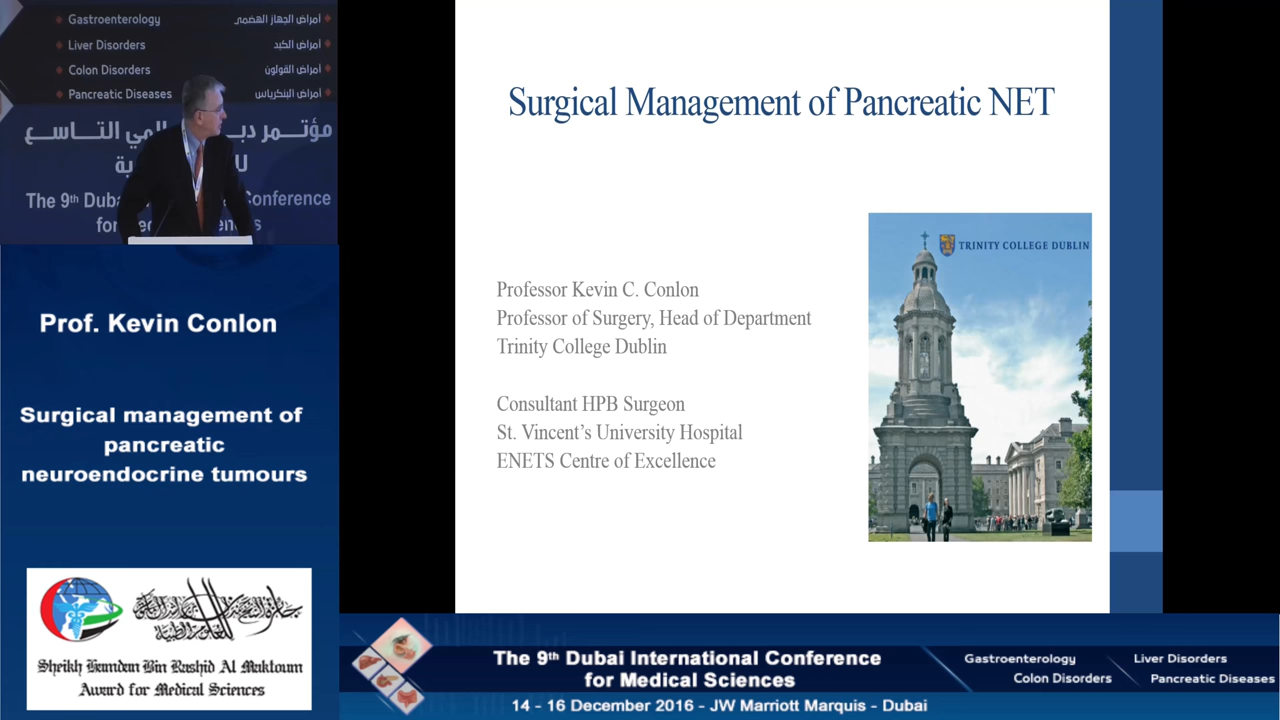 Gastroenterology
أمراض الجهاز الهضمي
Liver Disorders
أمراض الكبد
Colon Disorders
أمراض القولون
Pancreatic Diseases
أمراض البنكرياس
مؤتمر
التاسع
The 9th
Conference
for
Prof. Kevin Conlon
Surgical management of
pancreatic
neuroendocrine tumours
Sheikh Hamdan Bin Rashid Al Maktoum
Award for Medical Sciences
Surgical Management of Pancreatic NET
TRINITY COLLEGE DUBLIN
Professor Kevin C. Conlon
Professor of Surgery, Head of Department
Trinity College Dublin
Consultant HPB Surgeon
St. Vincent’s University Hospital
ENETS Centre of Excellence
The 9th Dubai International Conference
for Medical Sciences
14 - 16 December 2016 - JW Marriott Marquis - Dubai
Gastroenterology
Liver Disorders
Colon Disorders
Pancreatic Diseases